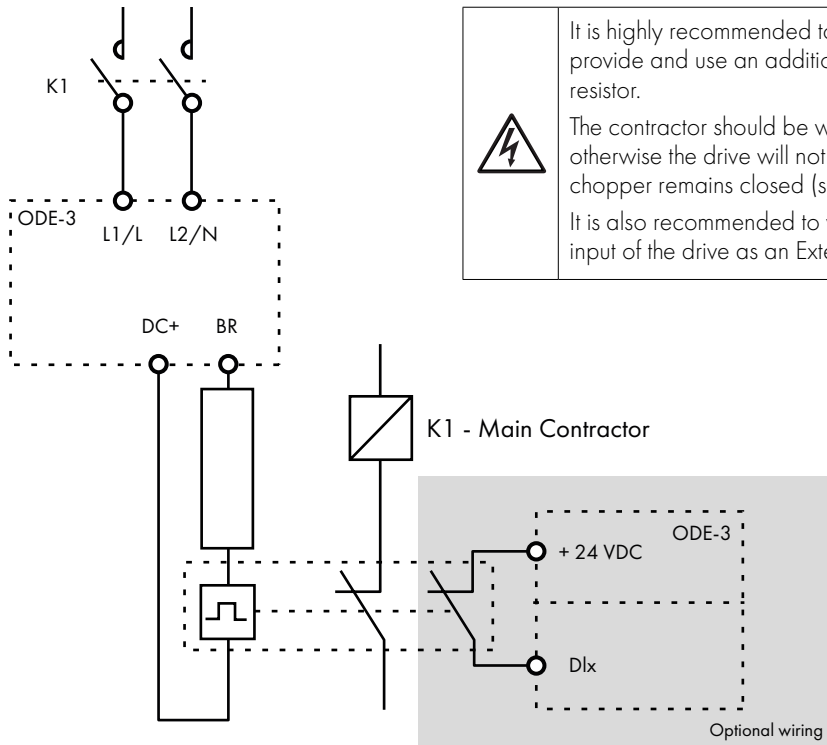 It is highly recommended to
provide and use an additio
resistor.
The contractor should be w
otherwise the drive will not
chopper remains closed (s
It is also recommended to
input of the drive as an Exte
K1
ODE-3
L1/L L2/N
DC+ BR
K1 - Main Contractor
ODE-3
+ 24 VDC
DIx
Optional wiring